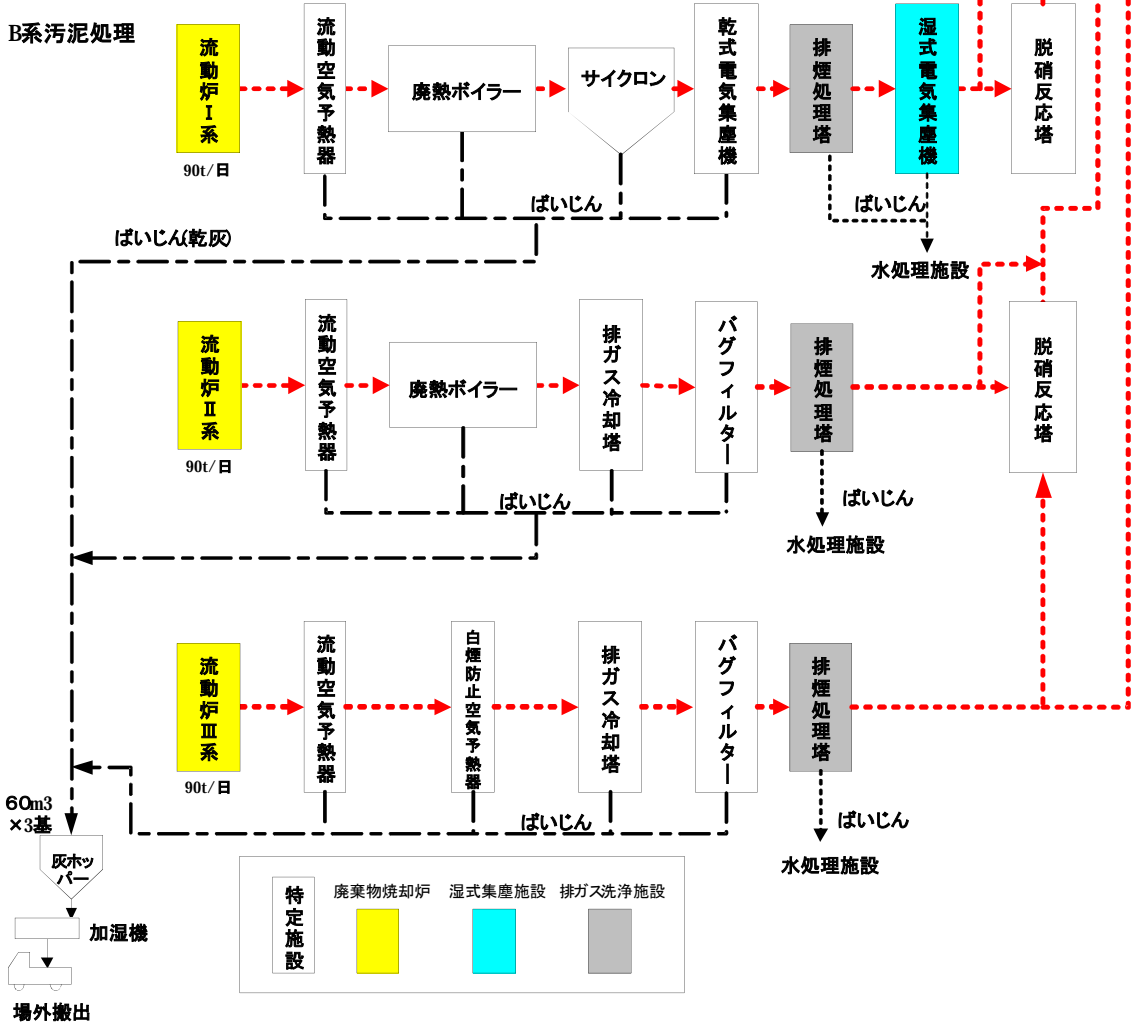 B系汚泥処理
流動炉Ⅰ系
90t/日
流動空気予熱器
廃熱ボイラー
サイクロン
乾式電気集塵機
排煙処理塔
湿式電気集塵機
脱硝反応塔
ばいじん
ばいじん
水処理施設
ばいじん(乾灰)
流動炉Ⅱ系
90t/日
流動空気予熱器
廃熱ボイラー
排ガス冷却塔
バグフィルター
排煙処理塔
脱硝反応塔
ばいじん
ばいじん
水処理施設
流動炉Ⅲ系
90t/日
流動空気予熱器
白煙防止空気予熱器
排ガス冷却塔
バグフィルター
排煙処理塔
ばいじん
ばいじん
水処理施設
60m3
×3基
灰ホッ
パー
加湿機
場外搬出
特定施設
廃棄物焼却炉
湿式集塵施設
排ガス洗浄施設